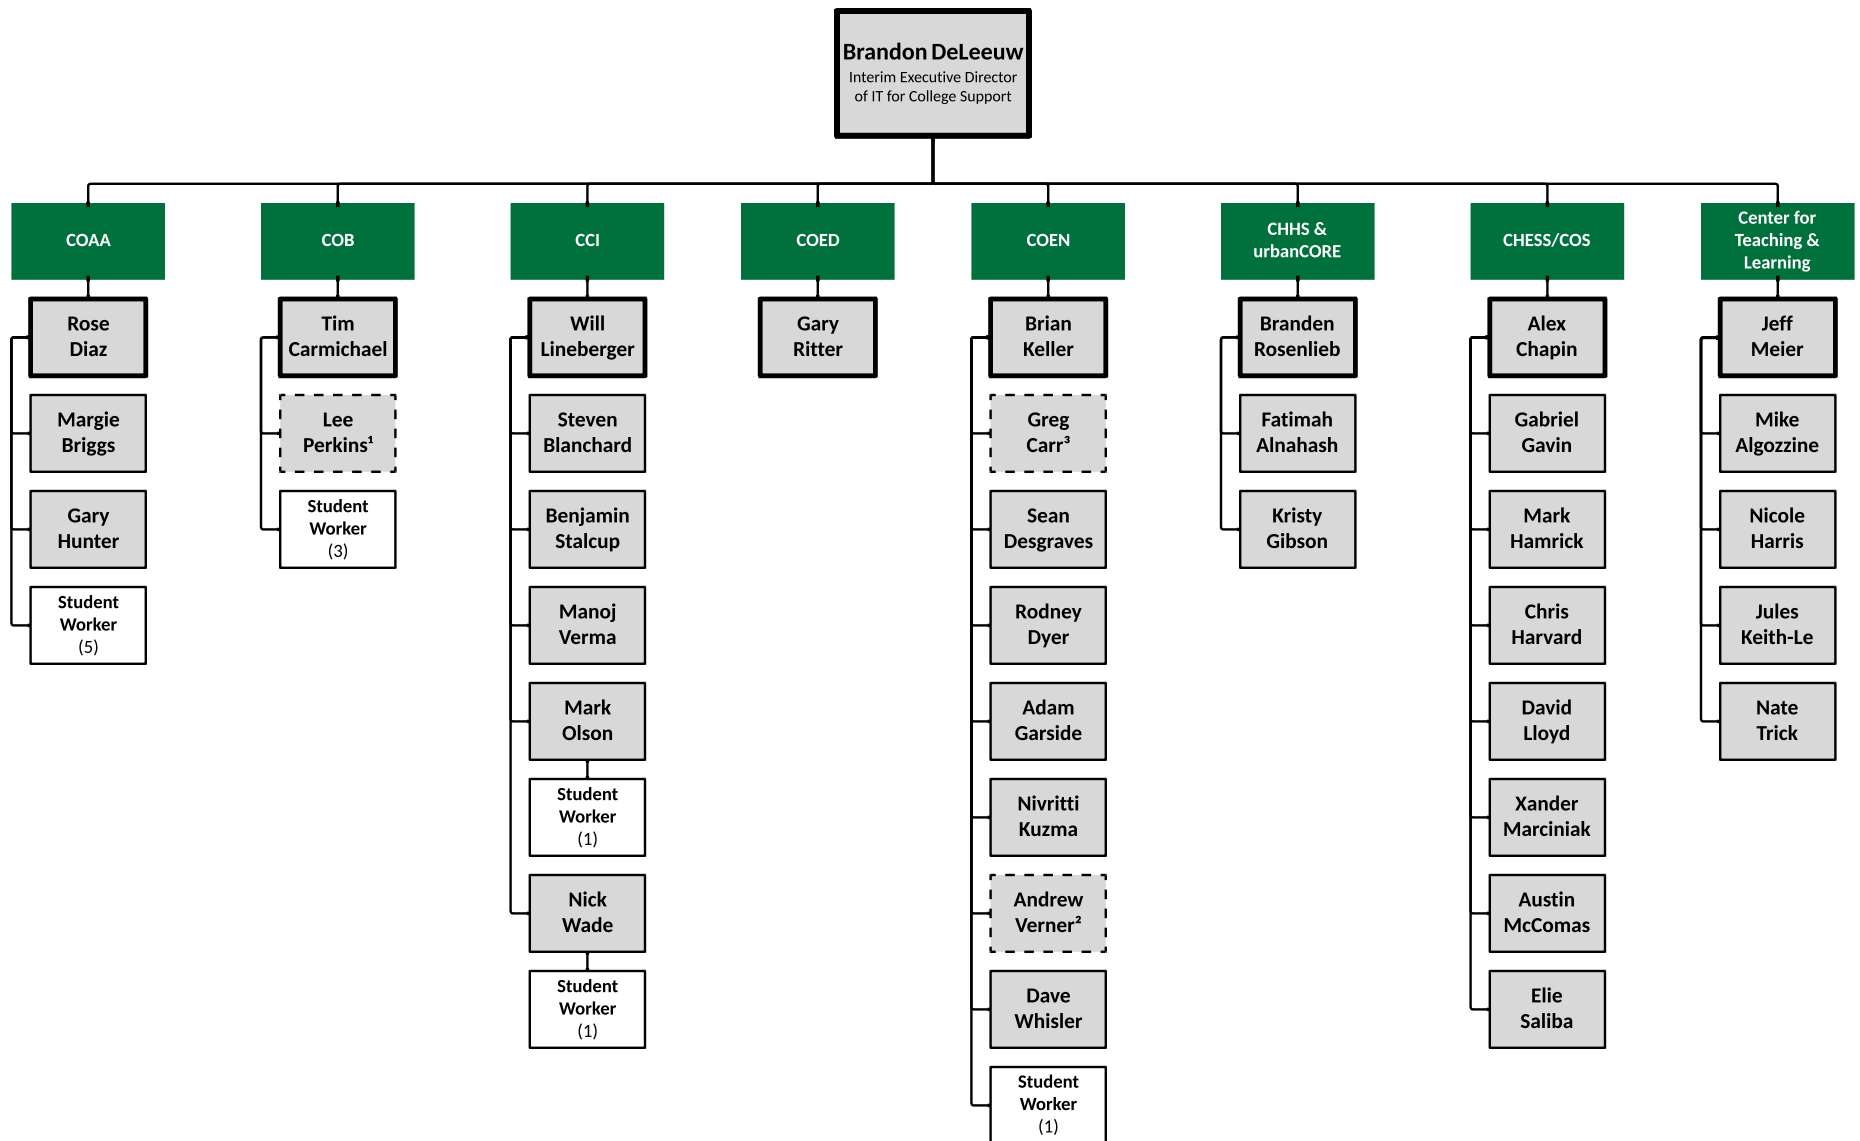 Brandon DeLeeuw
Interim Executive Director
of IT for College Support
COAA
Rose
Diaz
Margie
Briggs
Gary
Hunter
Student
Worker
(5)
COB
Tim
Carmichael
Lee
Perkins¹
Student
Worker
(3)
CCI
Will
Lineberger
Steven
Blanchard
Benjamin
Stalcup
Manoj
Verma
Mark
Olson
Student
Worker
(1)
Nick
Wade
Student
Worker
(1)
COED
Gary
Ritter
COEN
Brian
Keller
Greg
Carr³
Sean
Desgraves
Rodney
Dyer
Adam
Garside
Nivritti
Kuzma
Andrew
Verner²
Dave
Whisler
Student
Worker
(1)
CHHS &
urbanCORE
Branden
Rosenlieb
Fatimah
Alnahash
Kristy
Gibson
CHESS/COS
Alex
Chapin
Gabriel
Gavin
Mark
Hamrick
Chris
Harvard
David
Lloyd
Xander
Marciniak
Austin
McComas
Elie
Saliba
Center for
Teaching &
Learning
Jeff
Meier
Mike
Algozzine
Nicole
Harris
Jules
Keith-Le
Nate
Trick